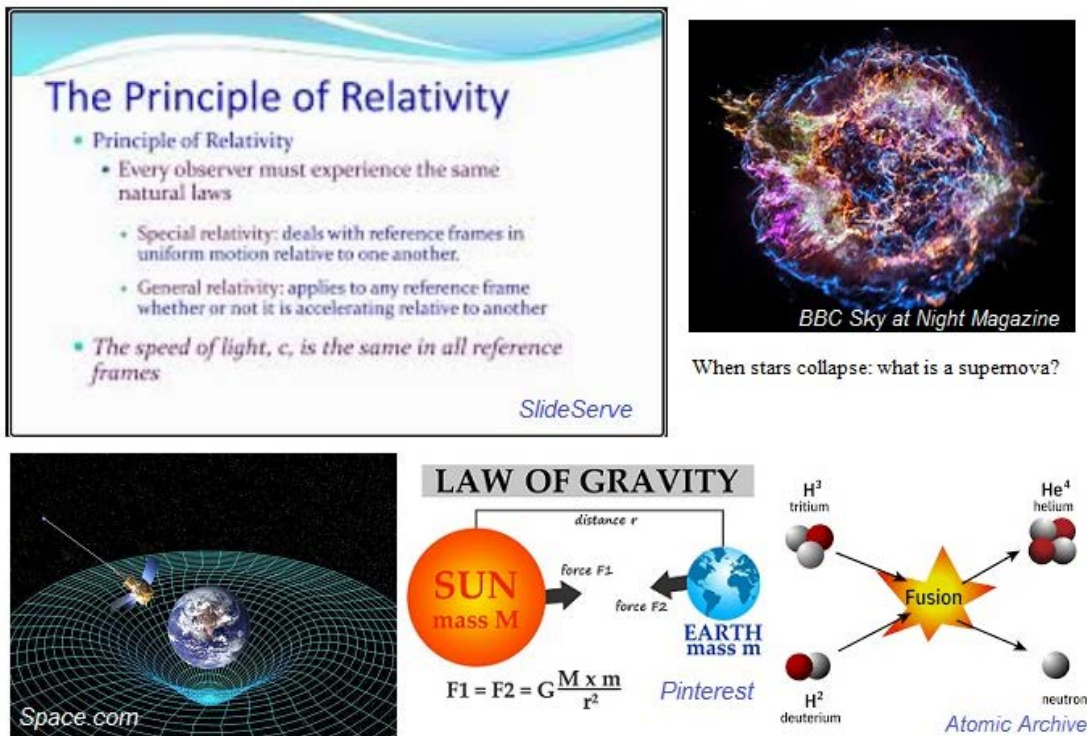 The Principle of Relativity
• Principle of Relativity
• Every observer must experience the same
natural laws
• Special relativity: deals with reference frames in
uniform motion relative to one another.
• General relativity: applies to any reference frame
whether or not it is accelerating relative to another
• The speed of light, c, is the same in all reference
frames
SlideServe
BBC Sky at Night Magazine
When stars collapse: what is a supernova?
Space.com
LAW OF GRAVITY
distance r
SUN
mass M
force F1
force F2
EARTH
mass m
F1 = F2 = G M x m / r²
Pinterest
H³
tritium
He⁴
helium
Fusion
H²
deuterium
neutron
Atomic Archive